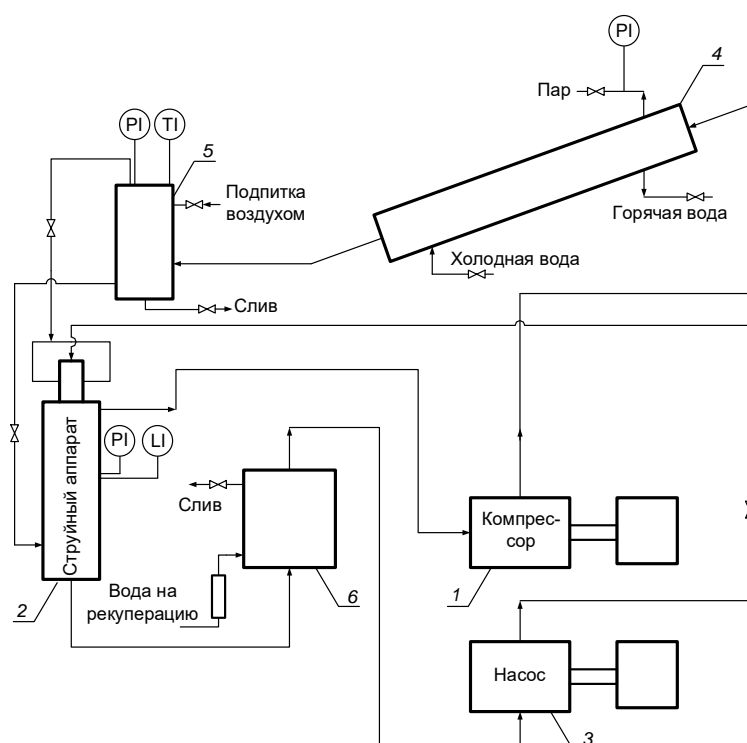 PI
4
Пар
PI
TI
5
Подпитка
воздухом
Горячая вода
Холодная вода
Слив
Струйный аппарат
PI
LI
Слив
Компрес-
сор
Вода на
рекуперацию
2
6
1
Насос
3